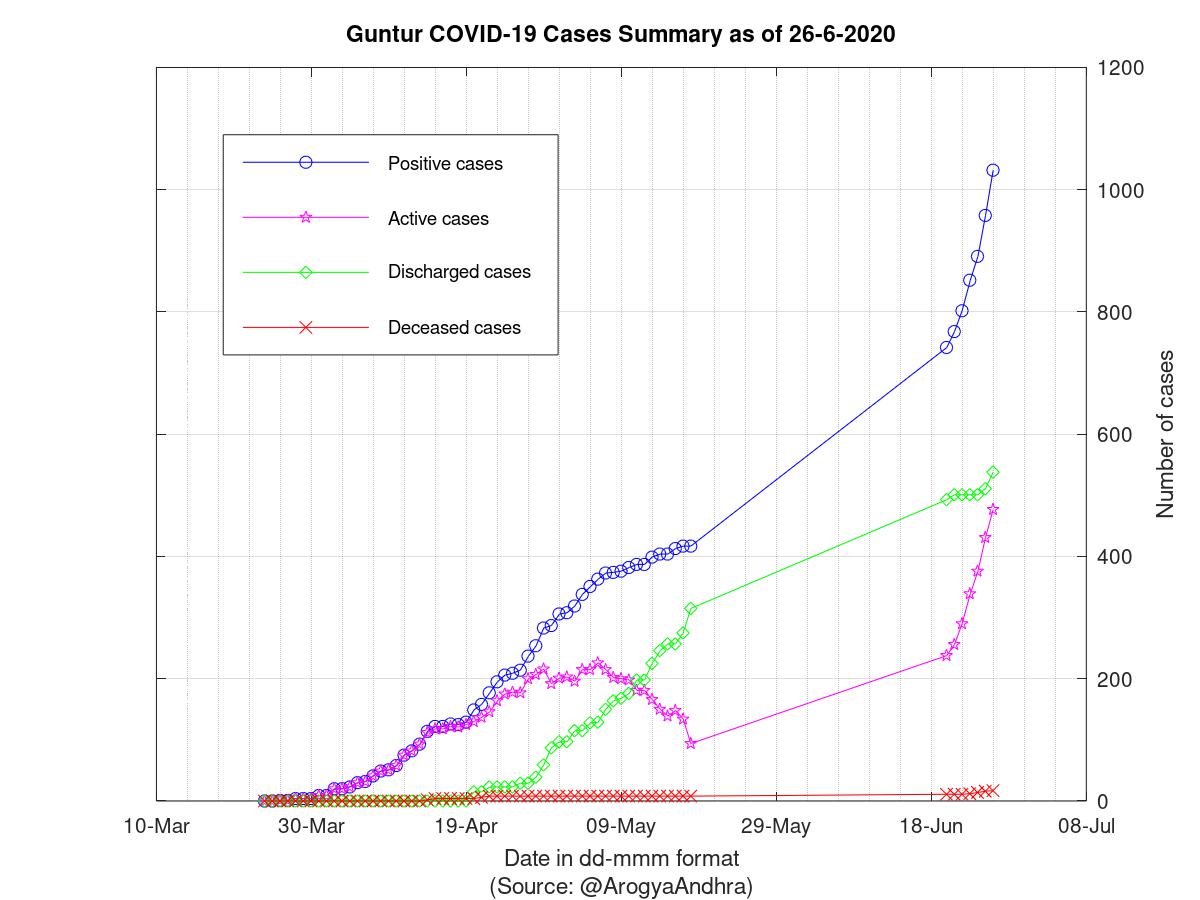 Guntur COVID-19 Cases Summary as of 26-6-2020
Positive cases
Active cases
Discharged cases
Deceased cases
1200
1000
800
600
400
200
0
Number of cases
10-Mar 30-Mar 19-Apr 09-May 29-May 18-Jun 08-Jul
Date in dd-mmm format
(Source: @ArogyaAndhra)